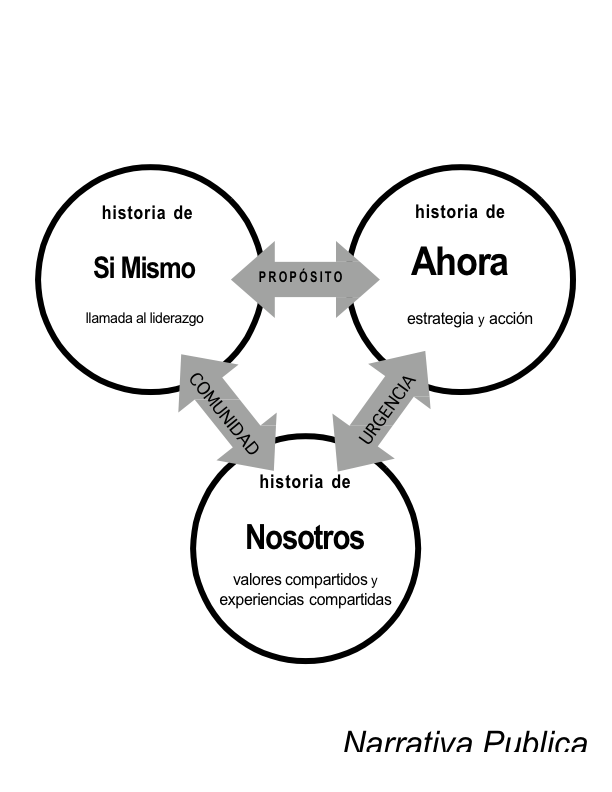 historia de
Si Mismo
llamada al liderazgo
PROPÓSITO
historia de
Ahora
estrategia y acción
COMUNIDAD
URGENCIA
historia de
Nosotros
valores compartidos y
experiencias compartidas
Narrativa Publica